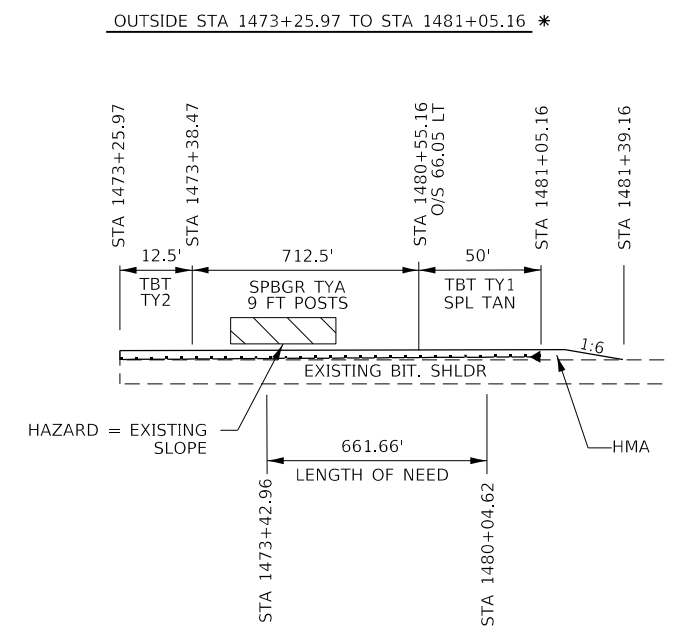 OUTSIDE STA 1473+25.97 TO STA 1481+05.16 *
STA 1473+25.97
STA 1473+38.47
STA 1480+55.16
O/S 66.05 LT
STA 1481+05.16
STA 1481+39.16
12.5'
712.5'
50'
TBT
TY2
SPBGR TYA
9 FT POSTS
TBT TY1
SPL TAN
1:6
EXISTING BIT. SHLDR
HAZARD = EXISTING
SLOPE
HMA
661.66'
LENGTH OF NEED
STA 1473+42.96
STA 1480+04.62